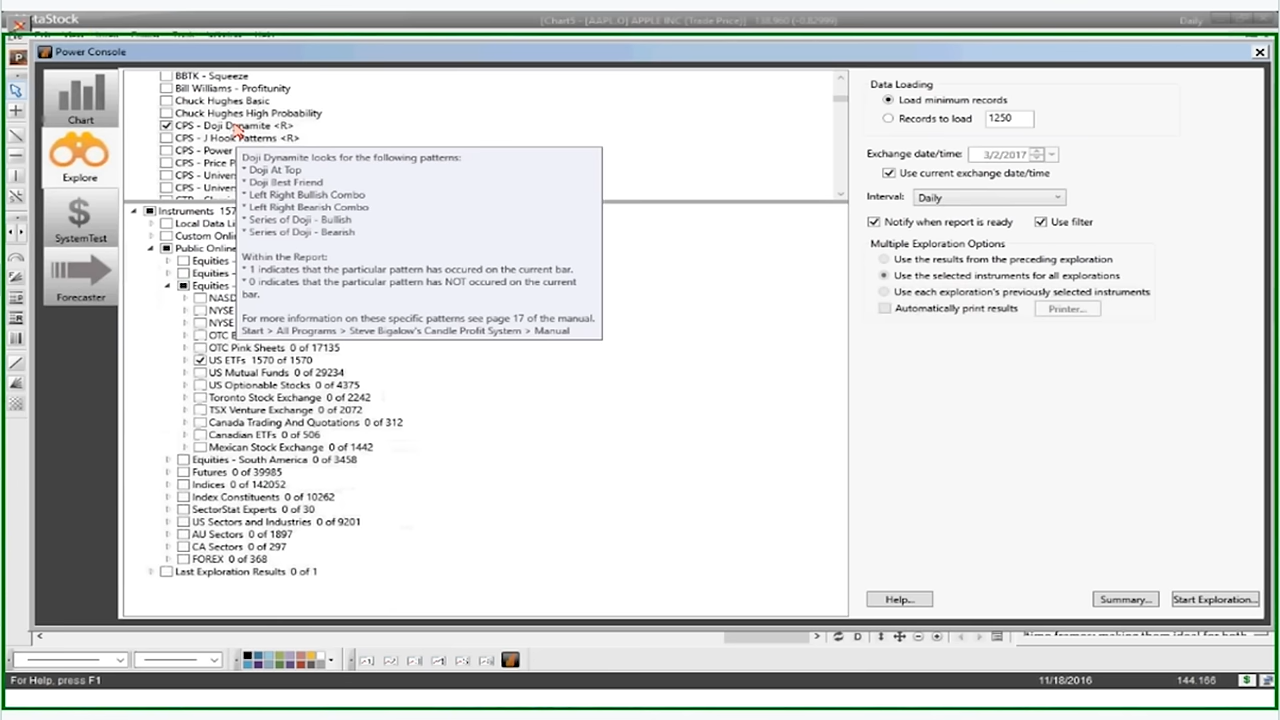 taStock
[Chart5 - [AAPL.O] APPLE INC (Trade Price)]
Daily
Power Console
Chart
Explore
SystemTest
Forecaster
BBTK - Squeeze
Bill Williams - Profitunity
Chuck Hughes Basic
Chuck Hughes High Probability
CPS - Doji Dynamite <R>
CPS - J Hook Patterns <R>
CPS - Power
CPS - Price P
CPS - Univer
CPS - Univer
Doji Dynamite looks for the following patterns:
* Doji At Top
* Doji Best Friend
* Left Right Bullish Combo
* Left Right Bearish Combo
* Series of Doji - Bullish
* Series of Doji - Bearish
Within the Report:
* 1 indicates that the particular pattern has occured on the current bar.
* 0 indicates that the particular pattern has NOT occured on the current
bar.
For more information on these specific patterns see page 17 of the manual.
Start > All Programs > Steve Bigalow's Candle Profit System > Manual
Instruments 157
Local Data Li
Custom Onli
Public Online
Equities -
Equities -
Equities -
NASD
NYSE
NYSE
OTC B
OTC Pink Sheets 0 of 17135
US ETFs 1570 of 1570
US Mutual Funds 0 of 29234
US Optionable Stocks 0 of 4375
Toronto Stock Exchange 0 of 2242
TSX Venture Exchange 0 of 2072
Canada Trading And Quotations 0 of 312
Canadian ETFs 0 of 506
Mexican Stock Exchange 0 of 1442
Equities - South America 0 of 3458
Futures 0 of 39985
Indices 0 of 142052
Index Constituents 0 of 10262
SectorStat Experts 0 of 30
US Sectors and Industries 0 of 9201
AU Sectors 0 of 1897
CA Sectors 0 of 297
FOREX 0 of 368
Last Exploration Results 0 of 1
Data Loading
Load minimum records
Records to load 1250
Exchange date/time: 3/2/2017
Use current exchange date/time
Interval: Daily
Notify when report is ready Use filter
Multiple Exploration Options
Use the results from the preceding exploration
Use the selected instruments for all explorations
Use each exploration's previously selected instruments
Automatically print results Printer...
Help... Summary... Start Exploration...
For Help, press F1
11/18/2016
144.166